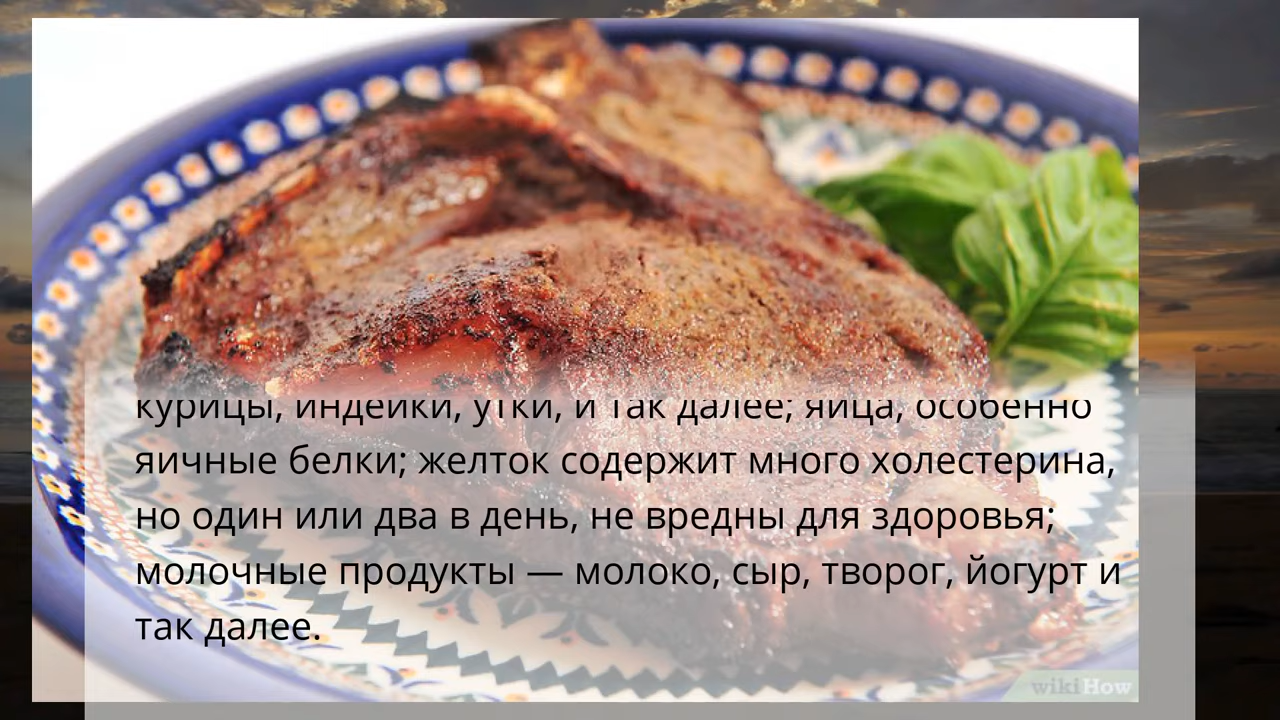 курицы, индейки, утки, и так далее; яйца, особенно
яичные белки; желток содержит много холестерина,
но один или два в день, не вредны для здоровья;
молочные продукты — молоко, сыр, творог, йогурт и
так далее.
wikiHow